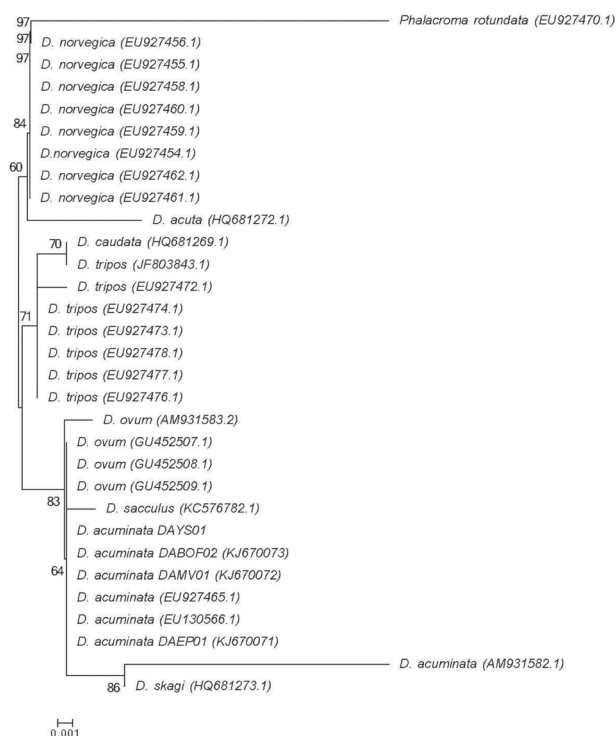 97
Phalacroma rotundata (EU927470.1)
97
D. norvegica (EU927456.1)
97
D. norvegica (EU927455.1)
D. norvegica (EU927458.1)
D. norvegica (EU927460.1)
84
D. norvegica (EU927459.1)
D.norvegica (EU927454.1)
60
D. norvegica (EU927462.1)
D. norvegica (EU927461.1)
D. acuta (HQ681272.1)
70
D. caudata (HQ681269.1)
D. tripos (JF803843.1)
D. tripos (EU927472.1)
71
D. tripos (EU927474.1)
D. tripos (EU927473.1)
D. tripos (EU927478.1)
D. tripos (EU927477.1)
D. tripos (EU927476.1)
D. ovum (AM931583.2)
D. ovum (GU452507.1)
D. ovum (GU452508.1)
D. ovum (GU452509.1)
83
D. sacculus (KC576782.1)
D. acuminata DAYS01
D. acuminata DABOF02 (KJ670073)
64
D. acuminata DAMV01 (KJ670072)
D. acuminata (EU927465.1)
D. acuminata (EU130566.1)
D. acuminata DAEP01 (KJ670071)
D. acuminata (AM931582.1)
86
D. skagi (HQ681273.1)
0.001